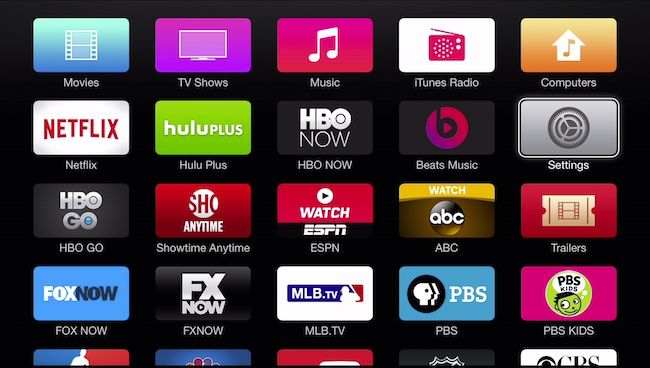 Movies
TV Shows
Music
iTunes Radio
Computers
NETFLIX
huluPLUS
HBO
NOW
Netflix
Hulu Plus
HBO NOW
Beats Music
Settings
HBO
GO
SHO
ANYTIME
WATCH
ESPN
WATCH
abc
HBO GO
Showtime Anytime
ESPN
ABC
Trailers
FOXNOW
FX
NOW
MLB.TV
PBS
PBS
KIDS
FOX NOW
FXNOW
MLB.TV
PBS
PBS KIDS
CBS